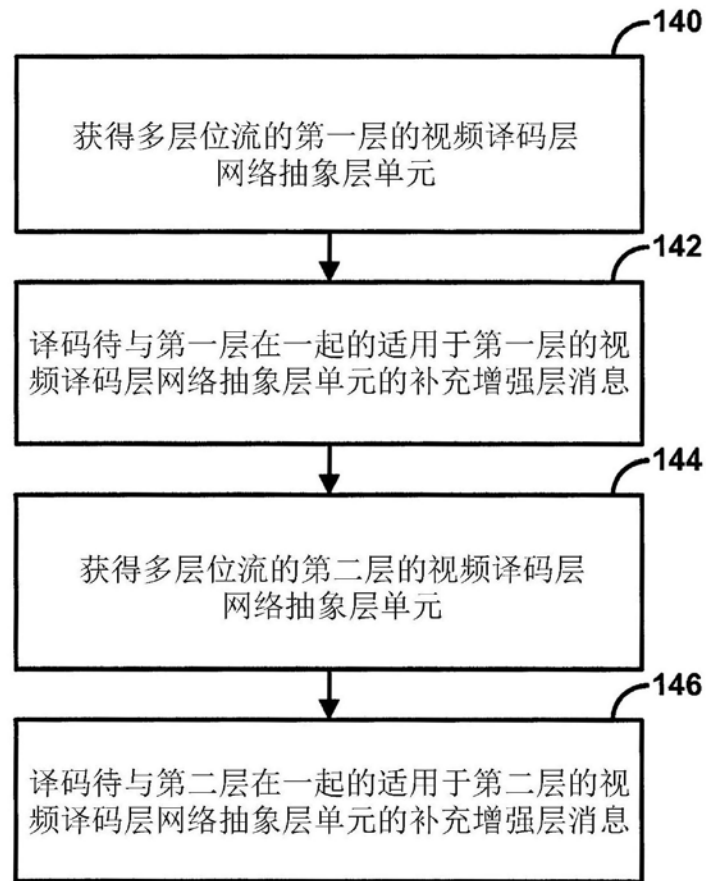 140
获得多层位流的第一层的视频译码层
网络抽象层单元
142
译码待与第一层在一起的适用于第一层的视
频译码层网络抽象层单元的补充增强层消息
144
获得多层位流的第二层的视频译码层
网络抽象层单元
146
译码待与第二层在一起的适用于第二层的视
频译码层网络抽象层单元的补充增强层消息